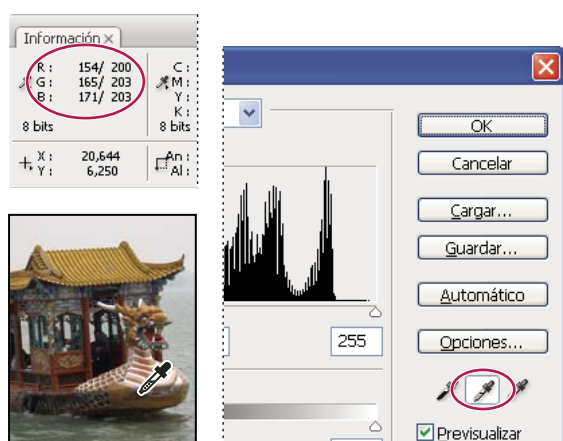 Información ×
R : 154/ 200 C :
G : 165/ 203 M :
B : 171/ 203 Y :
K :
8 bits 8 bits
X : 20,644 An :
Y : 6,250 Al :
OK
Cancelar
Cargar...
Guardar...
Automático
255
Opciones...
Previsualizar